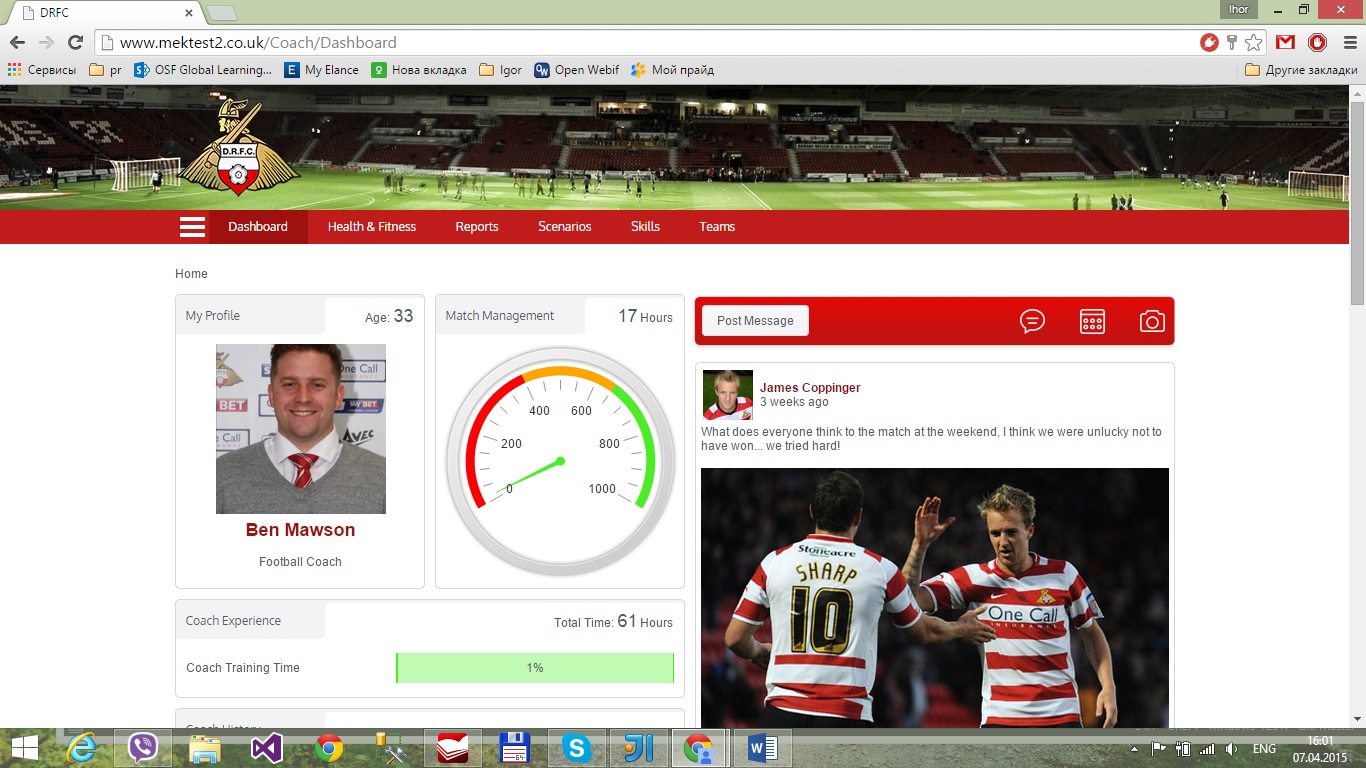 DRFC
Ihor
www.mektest2.co.uk/Coach/Dashboard
Сервисы pr OSF Global Learning... My Elance Нова вкладка Igor Open Webif Мой прайд Другие закладки
D.R.F.C.
Dashboard Health & Fitness Reports Scenarios Skills Teams
Home
My Profile Age: 33
Match Management 17 Hours
Post Message
0 200 400 600 800 1000
Ben Mawson
Football Coach
James Coppinger
3 weeks ago
What does everyone think to the match at the weekend, I think we were unlucky not to
have won... we tried hard!
Stoneacre
SHARP
10
One Call
INSURANCE
Coach Experience Total Time: 61 Hours
Coach Training Time 1%
Coach History
ENG
16:01
07.04.2015